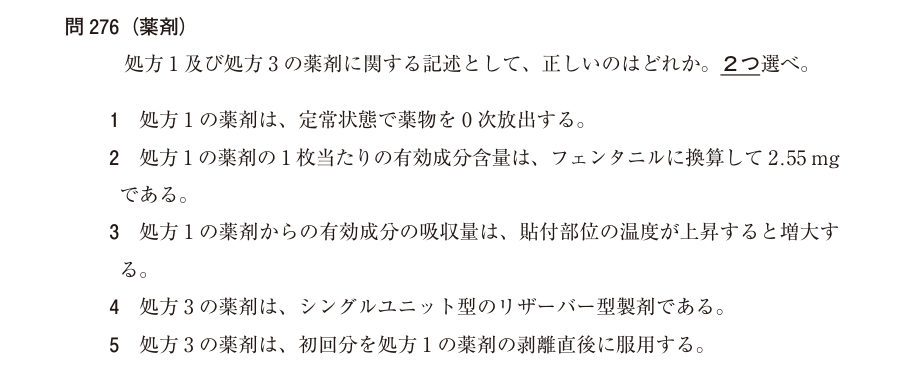 問 276（薬剤）
処方１及び処方３の薬剤に関する記述として、正しいのはどれか。２つ選べ。
1 処方１の薬剤は、定常状態で薬物を０次放出する。
2 処方１の薬剤の１枚当たりの有効成分含量は、フェンタニルに換算して 2.55 mg
である。
3 処方１の薬剤からの有効成分の吸収量は、貼付部位の温度が上昇すると増大す
る。
4 処方３の薬剤は、シングルユニット型のリザーバー型製剤である。
5 処方３の薬剤は、初回分を処方１の薬剤の剥離直後に服用する。